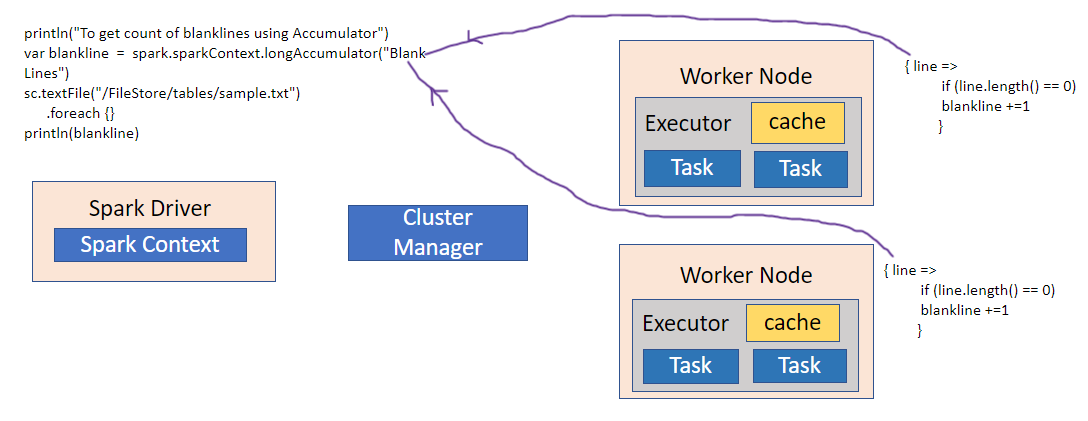 println("To get count of blanklines using Accumulator")
var blankline = spark.sparkContext.longAccumulator("Blank
Lines")
sc.textFile("/FileStore/tables/sample.txt")
.foreach {}
println(blankline)
Spark Driver
Spark Context
Cluster
Manager
Worker Node
Executor
cache
Task
Task
{ line =>
if (line.length() == 0)
blankline +=1
}
Worker Node
Executor
cache
Task
Task
{ line =>
if (line.length() == 0)
blankline +=1
}